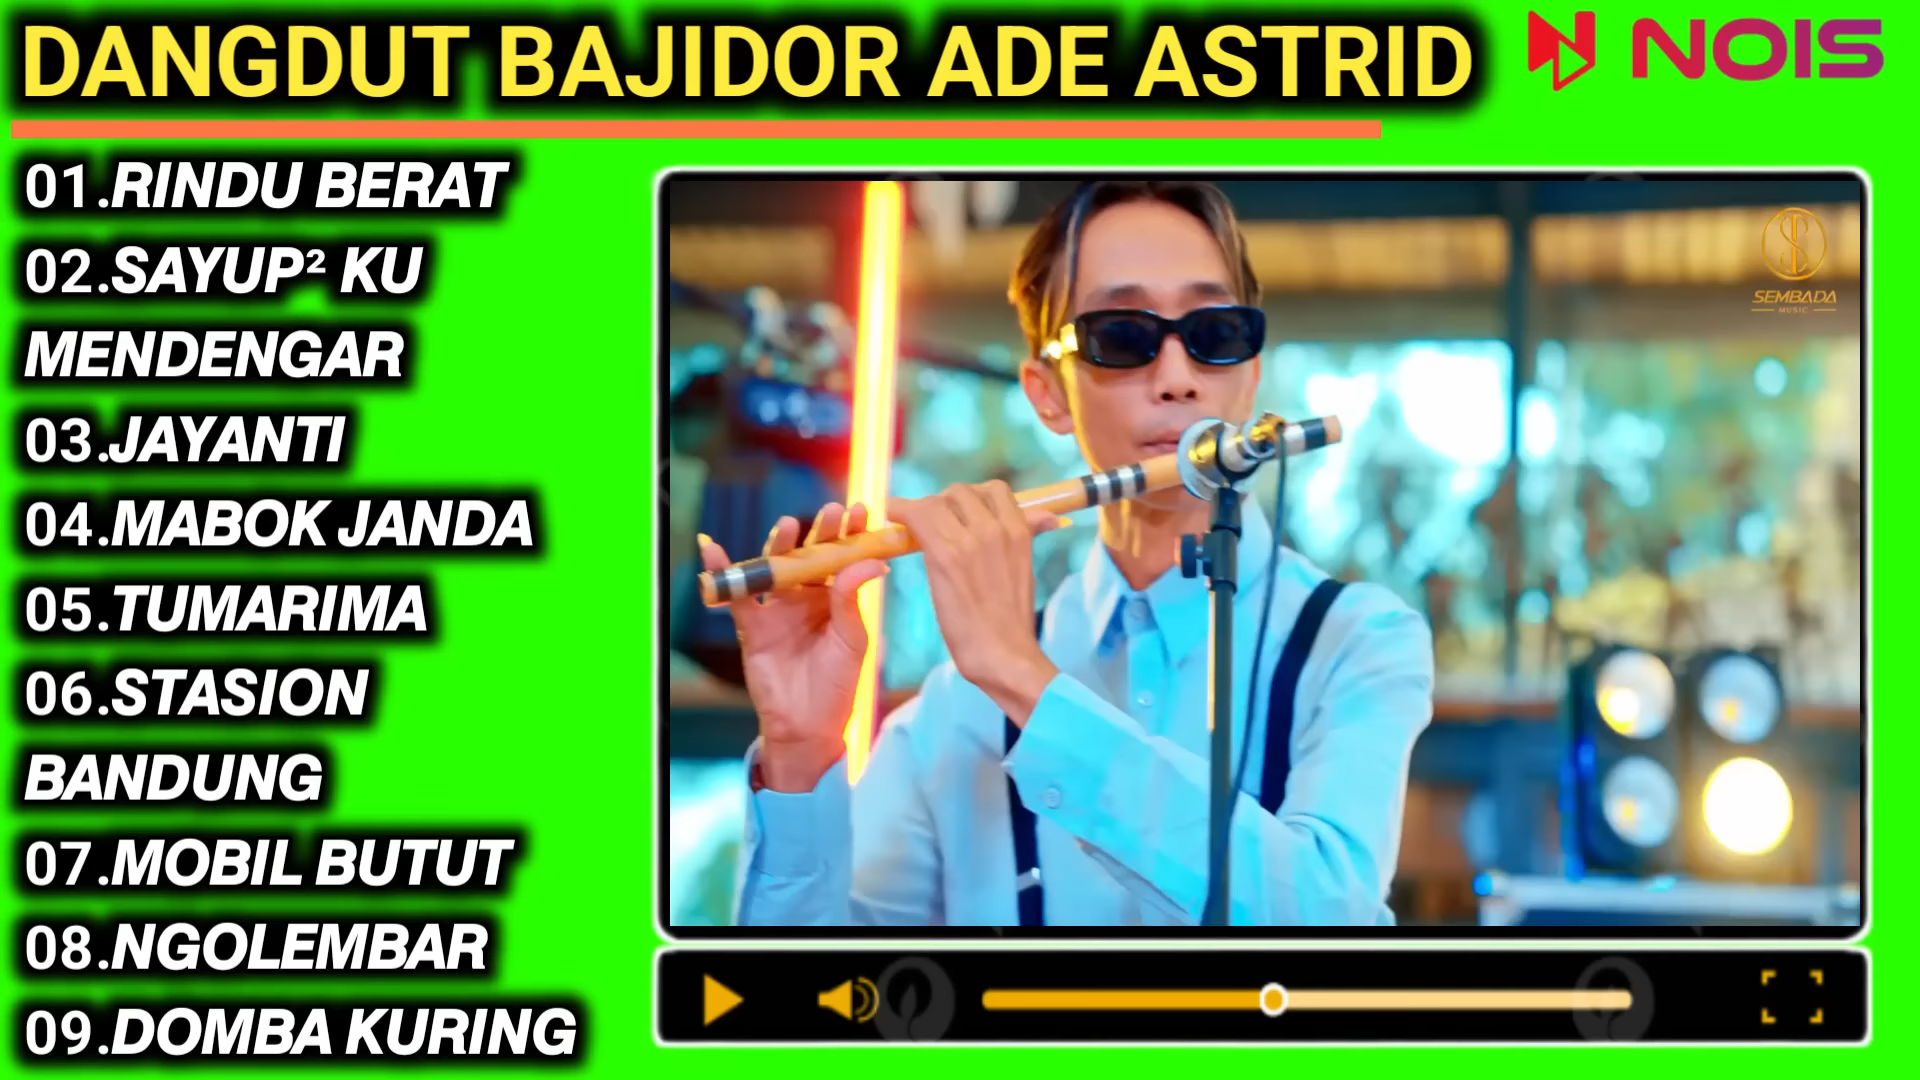 DANGDUT BAJIDOR ADE ASTRID
NOIS
01.RINDU BERAT
02.SAYUP² KU
MENDENGAR
03.JAYANTI
04.MABOK JANDA
05.TUMARIMA
06.STASION
BANDUNG
07.MOBIL BUTUT
08.NGOLEMBAR
09.DOMBA KURING
SEMBADA
MUSIC